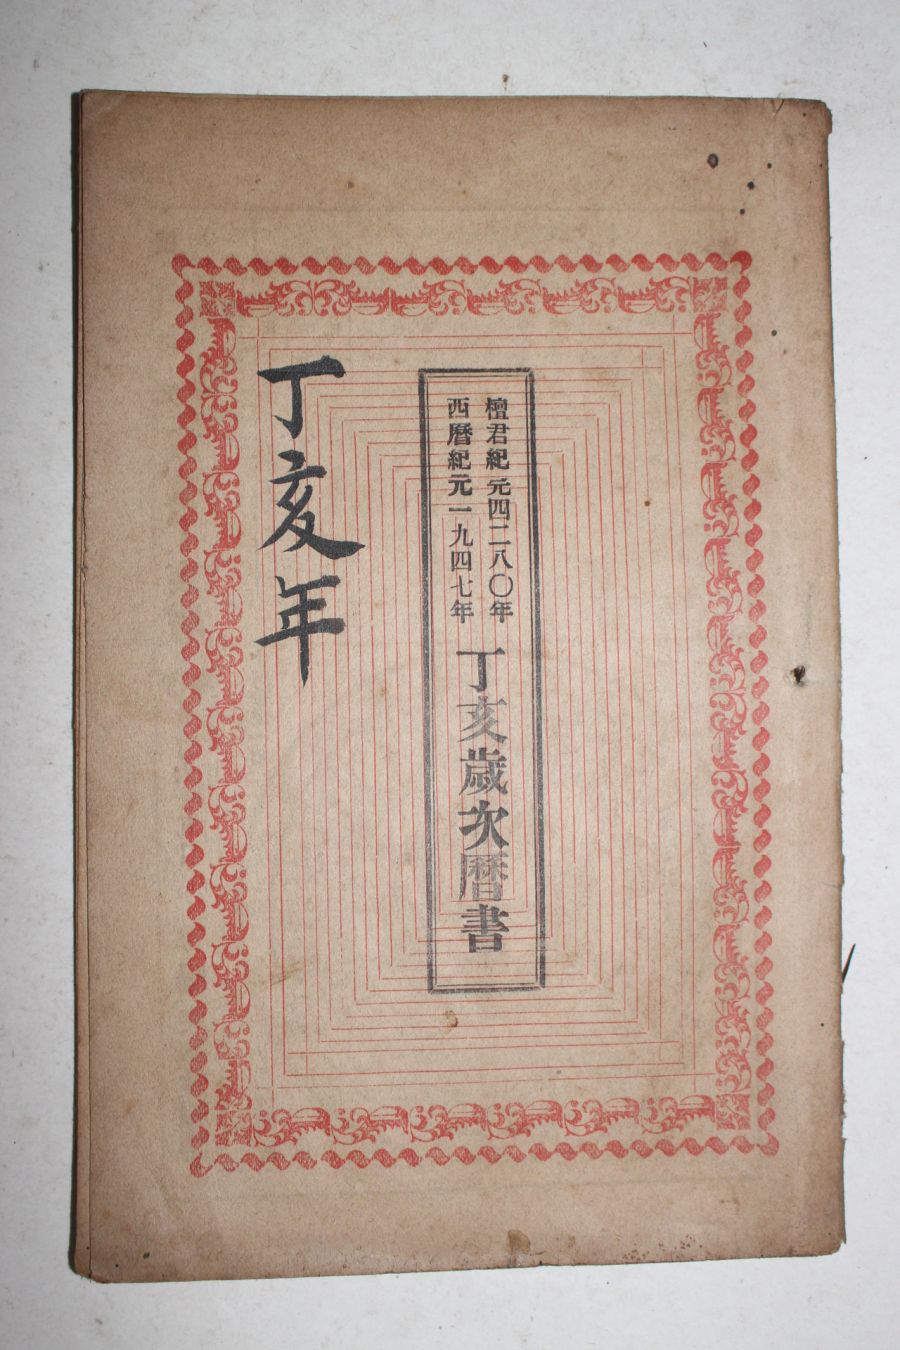 檀君紀元四二八〇年
西曆紀元一九四七年
丁亥歲次曆書
丁亥年